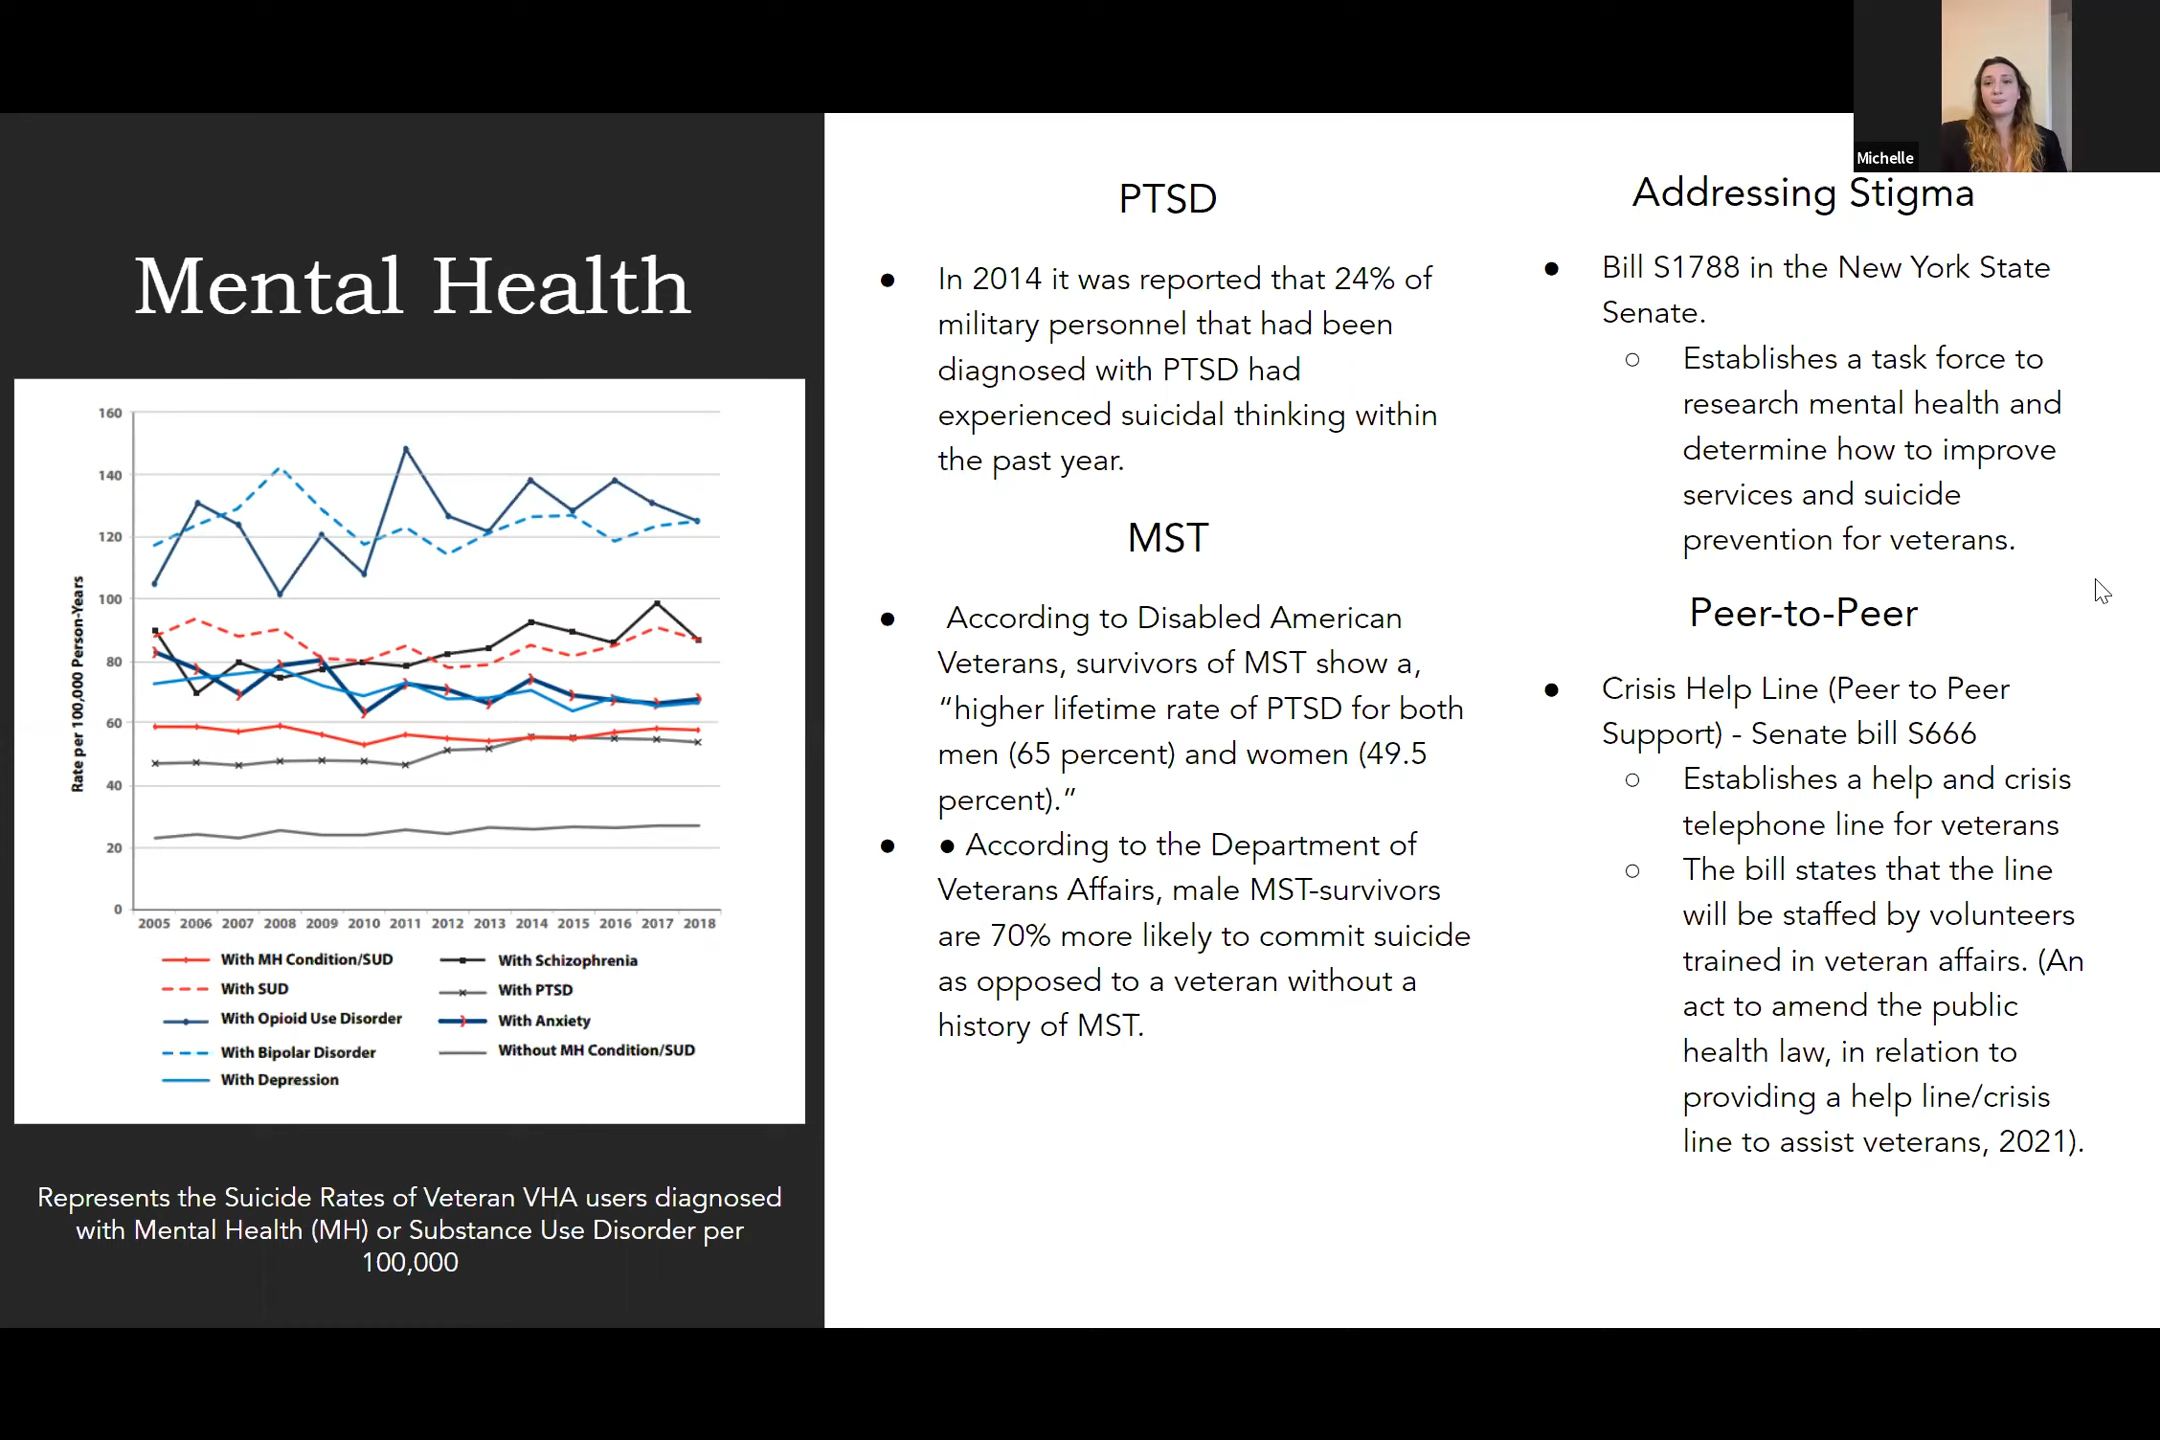 Michelle
Mental Health
160
140
120
100
80
60
40
20
0
Rate per 100,000 Person-Years
2005 2006 2007 2008 2009 2010 2011 2012 2013 2014 2015 2016 2017 2018
With MH Condition/SUD
With SUD
With Opioid Use Disorder
With Bipolar Disorder
With Depression
With Schizophrenia
With PTSD
With Anxiety
Without MH Condition/SUD
Represents the Suicide Rates of Veteran VHA users diagnosed
with Mental Health (MH) or Substance Use Disorder per
100,000
PTSD
● In 2014 it was reported that 24% of
military personnel that had been
diagnosed with PTSD had
experienced suicidal thinking within
the past year.
MST
● According to Disabled American
Veterans, survivors of MST show a,
“higher lifetime rate of PTSD for both
men (65 percent) and women (49.5
percent).”
● ● According to the Department of
Veterans Affairs, male MST-survivors
are 70% more likely to commit suicide
as opposed to a veteran without a
history of MST.
Addressing Stigma
● Bill S1788 in the New York State
Senate.
○ Establishes a task force to
research mental health and
determine how to improve
services and suicide
prevention for veterans.
Peer-to-Peer
● Crisis Help Line (Peer to Peer
Support) - Senate bill S666
○ Establishes a help and crisis
telephone line for veterans
○ The bill states that the line
will be staffed by volunteers
trained in veteran affairs. (An
act to amend the public
health law, in relation to
providing a help line/crisis
line to assist veterans, 2021).